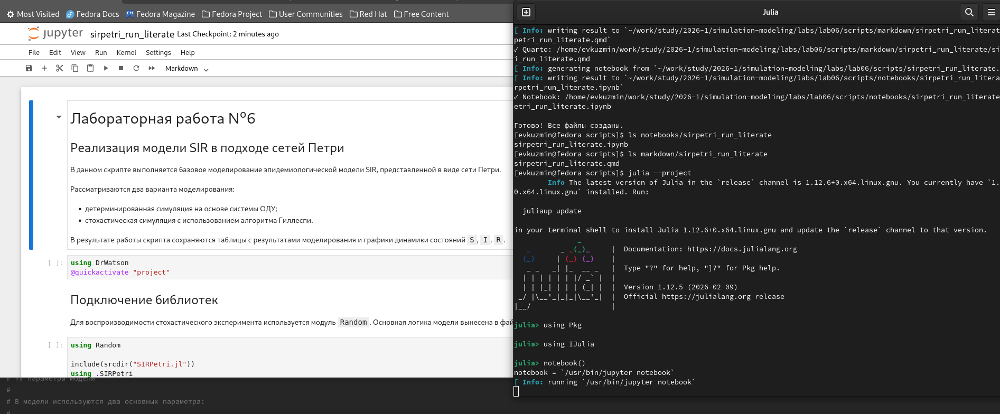 Most Visited Fedora Docs Fedora Magazine Fedora Project User Communities Red Hat Free Content
jupyter sirpetri_run_literate Last Checkpoint: 2 minutes ago
File Edit View Run Kernel Settings Help
Markdown
Лабораторная работа №6
Реализация модели SIR в подходе сетей Петри
В данном скрипте выполняется базовое моделирование эпидемиологической модели SIR, представленной в виде сети Петри.
Рассматриваются два варианта моделирования:
• детерминированная симуляция на основе системы ОДУ;
• стохастическая симуляция с использованием алгоритма Гиллеспи.
В результате работы скрипта сохраняются таблицы с результатами моделирования и графики динамики состояний S, I, R.
[ ]: using DrWatson
@quickactivate "project"
Подключение библиотек
Для воспроизводимости стохастического эксперимента используется модуль Random. Основная логика модели вынесена в фай
[ ]: using Random
include(srcdir("SIRPetri.jl"))
using .SIRPetri
# ## Параметры модели
#
# В модели используются два основных параметра:
#
Julia
[ Info: writing result to `~/work/study/2026-1/simulation-modeling/labs/lab06/scripts/markdown/sirpetri_run_literat
petri_run_literate.qmd`
✓ Quarto: /home/evkuzmin/work/study/2026-1/simulation-modeling/labs/lab06/scripts/markdown/sirpetri_run_literate/si
i_run_literate.qmd
[ Info: generating notebook from `~/work/study/2026-1/simulation-modeling/labs/lab06/scripts/sirpetri_run_literate.
[ Info: writing result to `~/work/study/2026-1/simulation-modeling/labs/lab06/scripts/notebooks/sirpetri_run_litera
rpetri_run_literate.ipynb`
✓ Notebook: /home/evkuzmin/work/study/2026-1/simulation-modeling/labs/lab06/scripts/notebooks/sirpetri_run_literate
etri_run_literate.ipynb
Готово! Все файлы созданы.
[evkuzmin@fedora scripts]$ ls notebooks/sirpetri_run_literate
sirpetri_run_literate.ipynb
[evkuzmin@fedora scripts]$ ls markdown/sirpetri_run_literate
sirpetri_run_literate.qmd
[evkuzmin@fedora scripts]$ julia --project
Info The latest version of Julia in the `release` channel is 1.12.6+0.x64.linux.gnu. You currently have `1.
0.x64.linux.gnu` installed. Run:
juliaup update
in your terminal shell to install Julia 1.12.6+0.x64.linux.gnu and update the `release` channel to that version.
| Documentation: https://docs.julialang.org
| Type "?" for help, "]?" for Pkg help.
| Version 1.12.5 (2026-02-09)
| Official https://julialang.org release
julia> using Pkg
julia> using IJulia
julia> notebook()
notebook = `/usr/bin/jupyter notebook`
[ Info: running `/usr/bin/jupyter notebook`